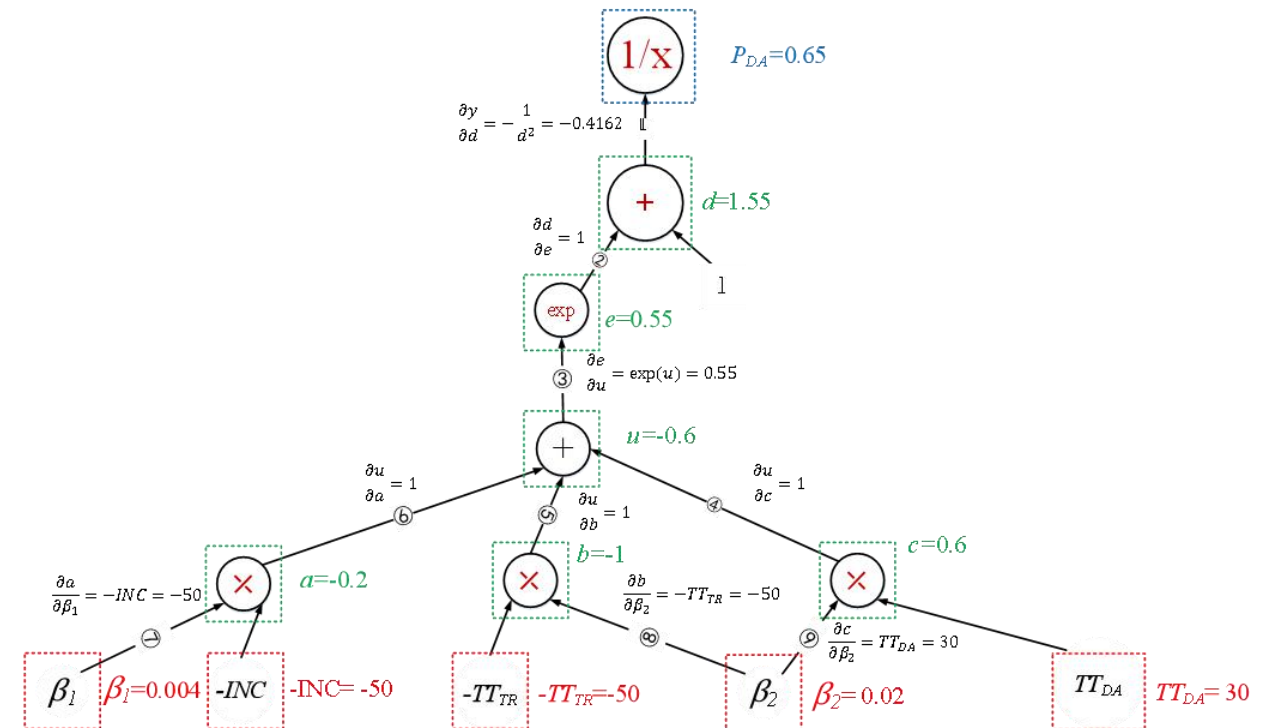 1/x
P_DA=0.65
∂y/∂d = − 1/d² = −0.4162
①
+
d=1.55
∂d/∂e = 1
②
1
exp
e=0.55
③
∂e/∂u = exp(u) = 0.55
+
u=-0.6
∂u/∂a = 1
⑥
⑤
∂u/∂b = 1
④
∂u/∂c = 1
×
a=-0.2
×
b=-1
×
c=0.6
∂a/∂β₁ = −INC = −50
⑦
∂b/∂β₂ = −TT_TR = −50
⑧
⑨
∂c/∂β₂ = TT_DA = 30
β₁
β₁=0.004
-INC
-INC= -50
-TT_TR
-TT_TR=-50
β₂
β₂= 0.02
TT_DA
TT_DA= 30